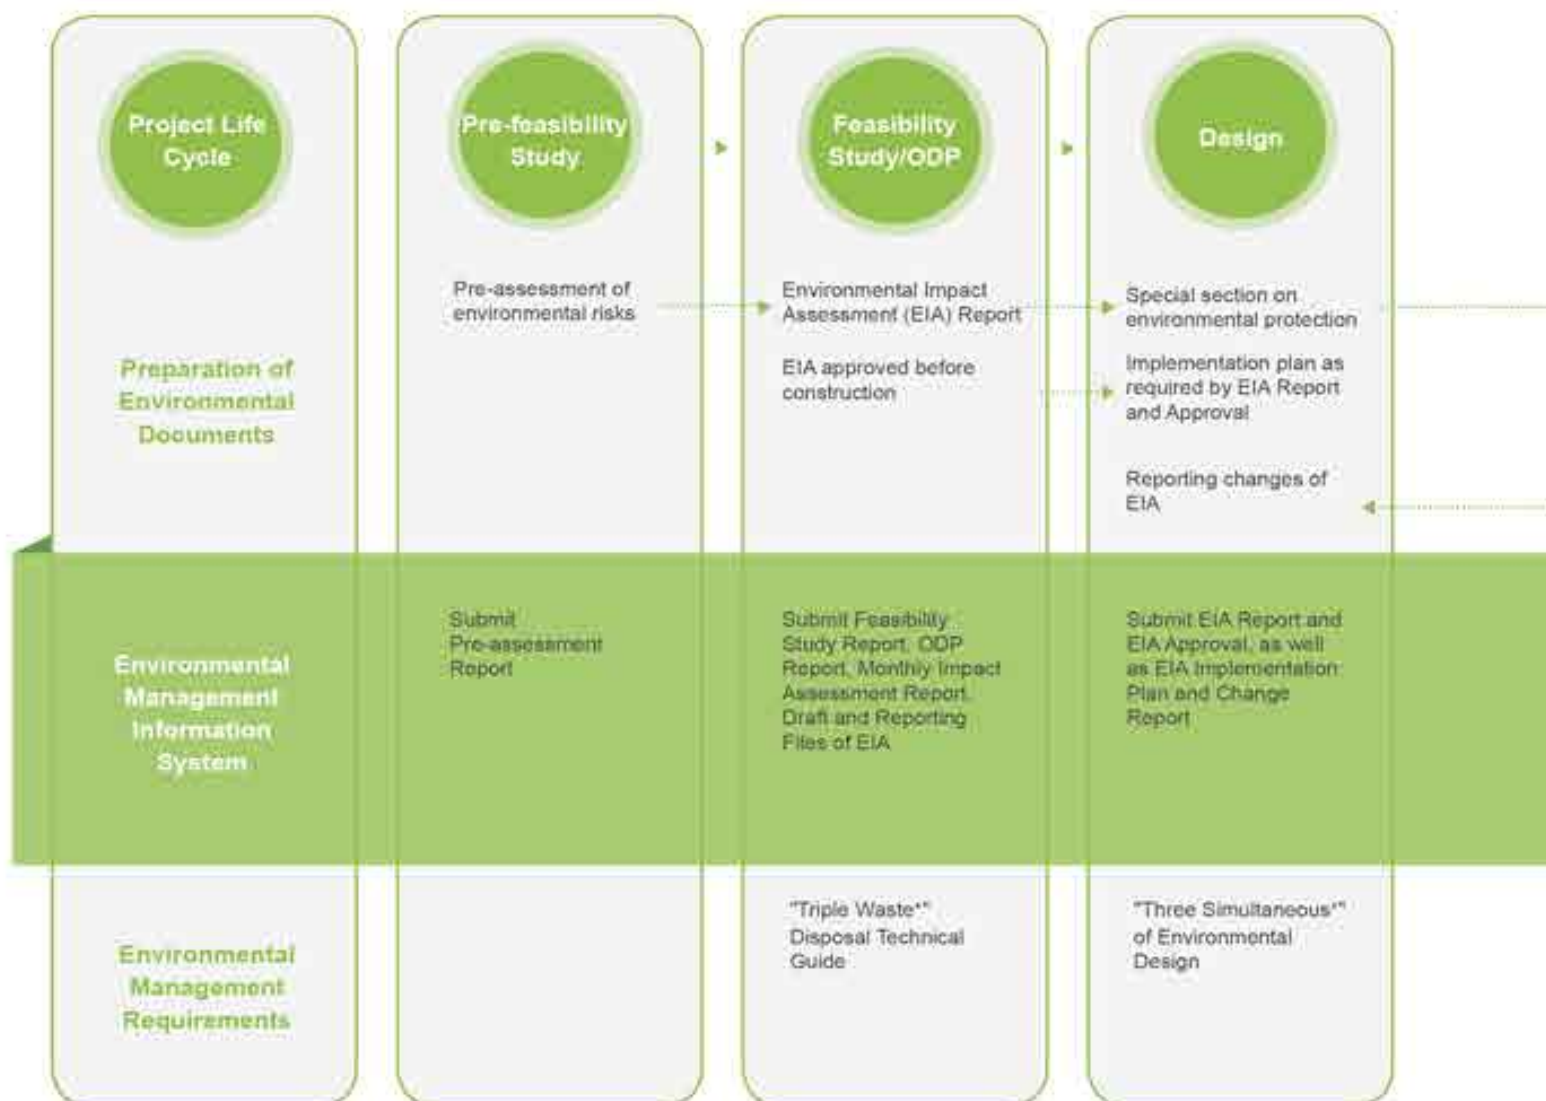 Project Life
Cycle
Pre-feasibility
Study
Feasibility
Study/ODP
Design
Preparation of
Environmental
Documents
Pre-assessment of
environmental risks
Environmental Impact
Assessment (EIA) Report
EIA approved before
construction
Special section on
environmental protection
Implementation plan as
required by EIA Report
and Approval
Reporting changes of
EIA
Environmental
Management
Information
System
Submit
Pre-assessment
Report
Submit Feasibility
Study Report, ODP
Report, Monthly Impact
Assessment Report,
Draft and Reporting
Files of EIA
Submit EIA Report and
EIA Approval, as well
as EIA Implementation
Plan and Change
Report
Environmental
Management
Requirements
"Triple Waste*"
Disposal Technical
Guide
"Three Simultaneous*"
of Environmental
Design